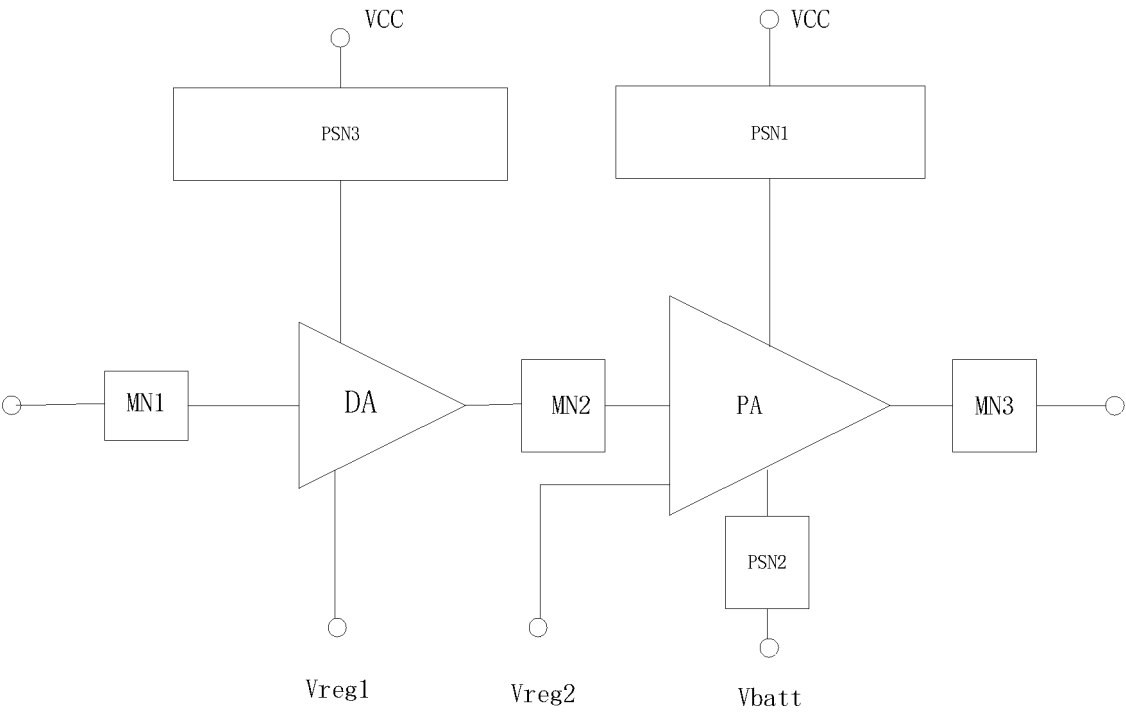 VCC
VCC
PSN3
PSN1
MN1
DA
MN2
PA
MN3
PSN2
Vreg1
Vreg2
Vbatt